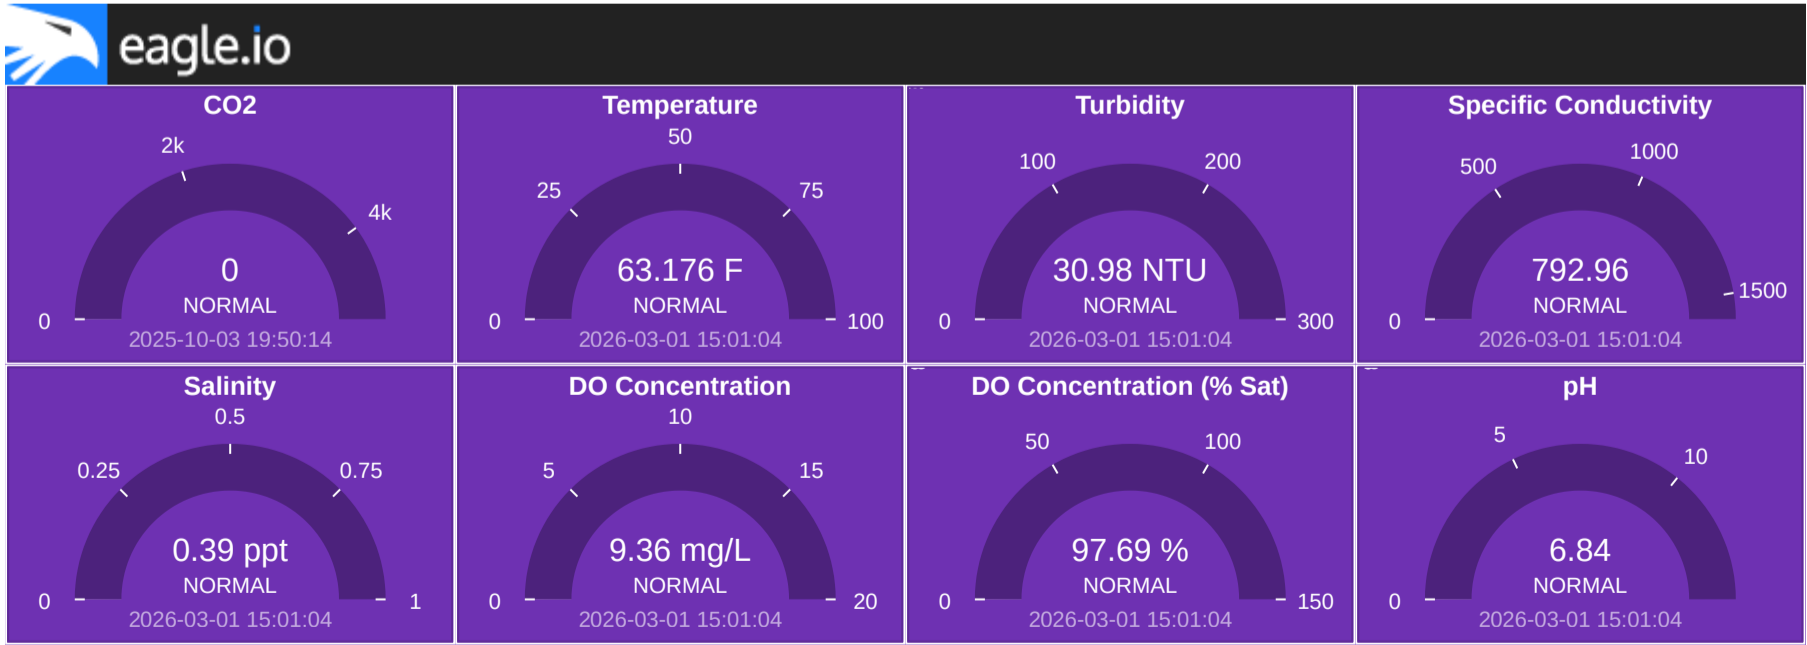 eagle.io
CO2
2k
4k
0
0
NORMAL
2025-10-03 19:50:14
Temperature
50
25
75
63.176 F
NORMAL
0
100
2026-03-01 15:01:04
Turbidity
100
200
30.98 NTU
NORMAL
0
300
2026-03-01 15:01:04
Specific Conductivity
1000
500
792.96
1500
NORMAL
0
2026-03-01 15:01:04
Salinity
0.5
0.25
0.75
0.39 ppt
NORMAL
0
1
2026-03-01 15:01:04
DO Concentration
10
5
15
9.36 mg/L
NORMAL
0
20
2026-03-01 15:01:04
DO Concentration (% Sat)
50
100
97.69 %
NORMAL
0
150
2026-03-01 15:01:04
pH
5
10
6.84
NORMAL
0
2026-03-01 15:01:04